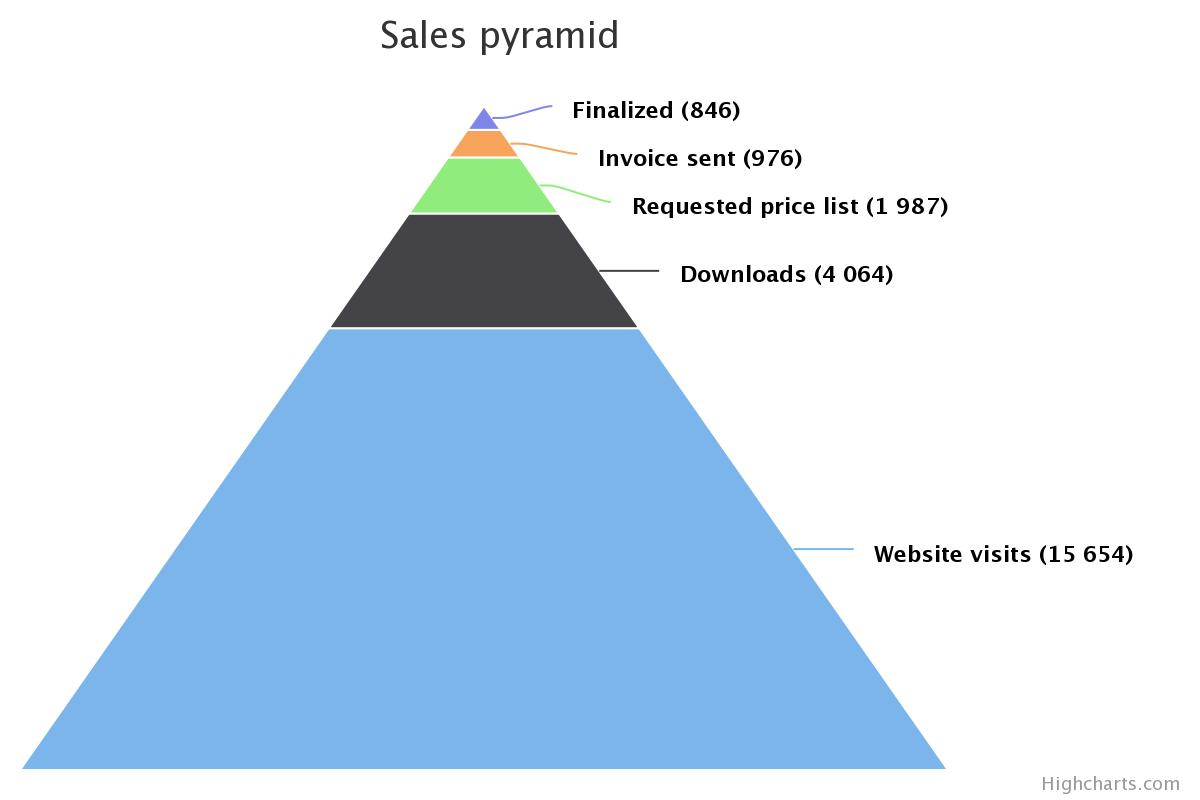 Sales pyramid
Finalized (846)
Invoice sent (976)
Requested price list (1 987)
Downloads (4 064)
Website visits (15 654)
Highcharts.com